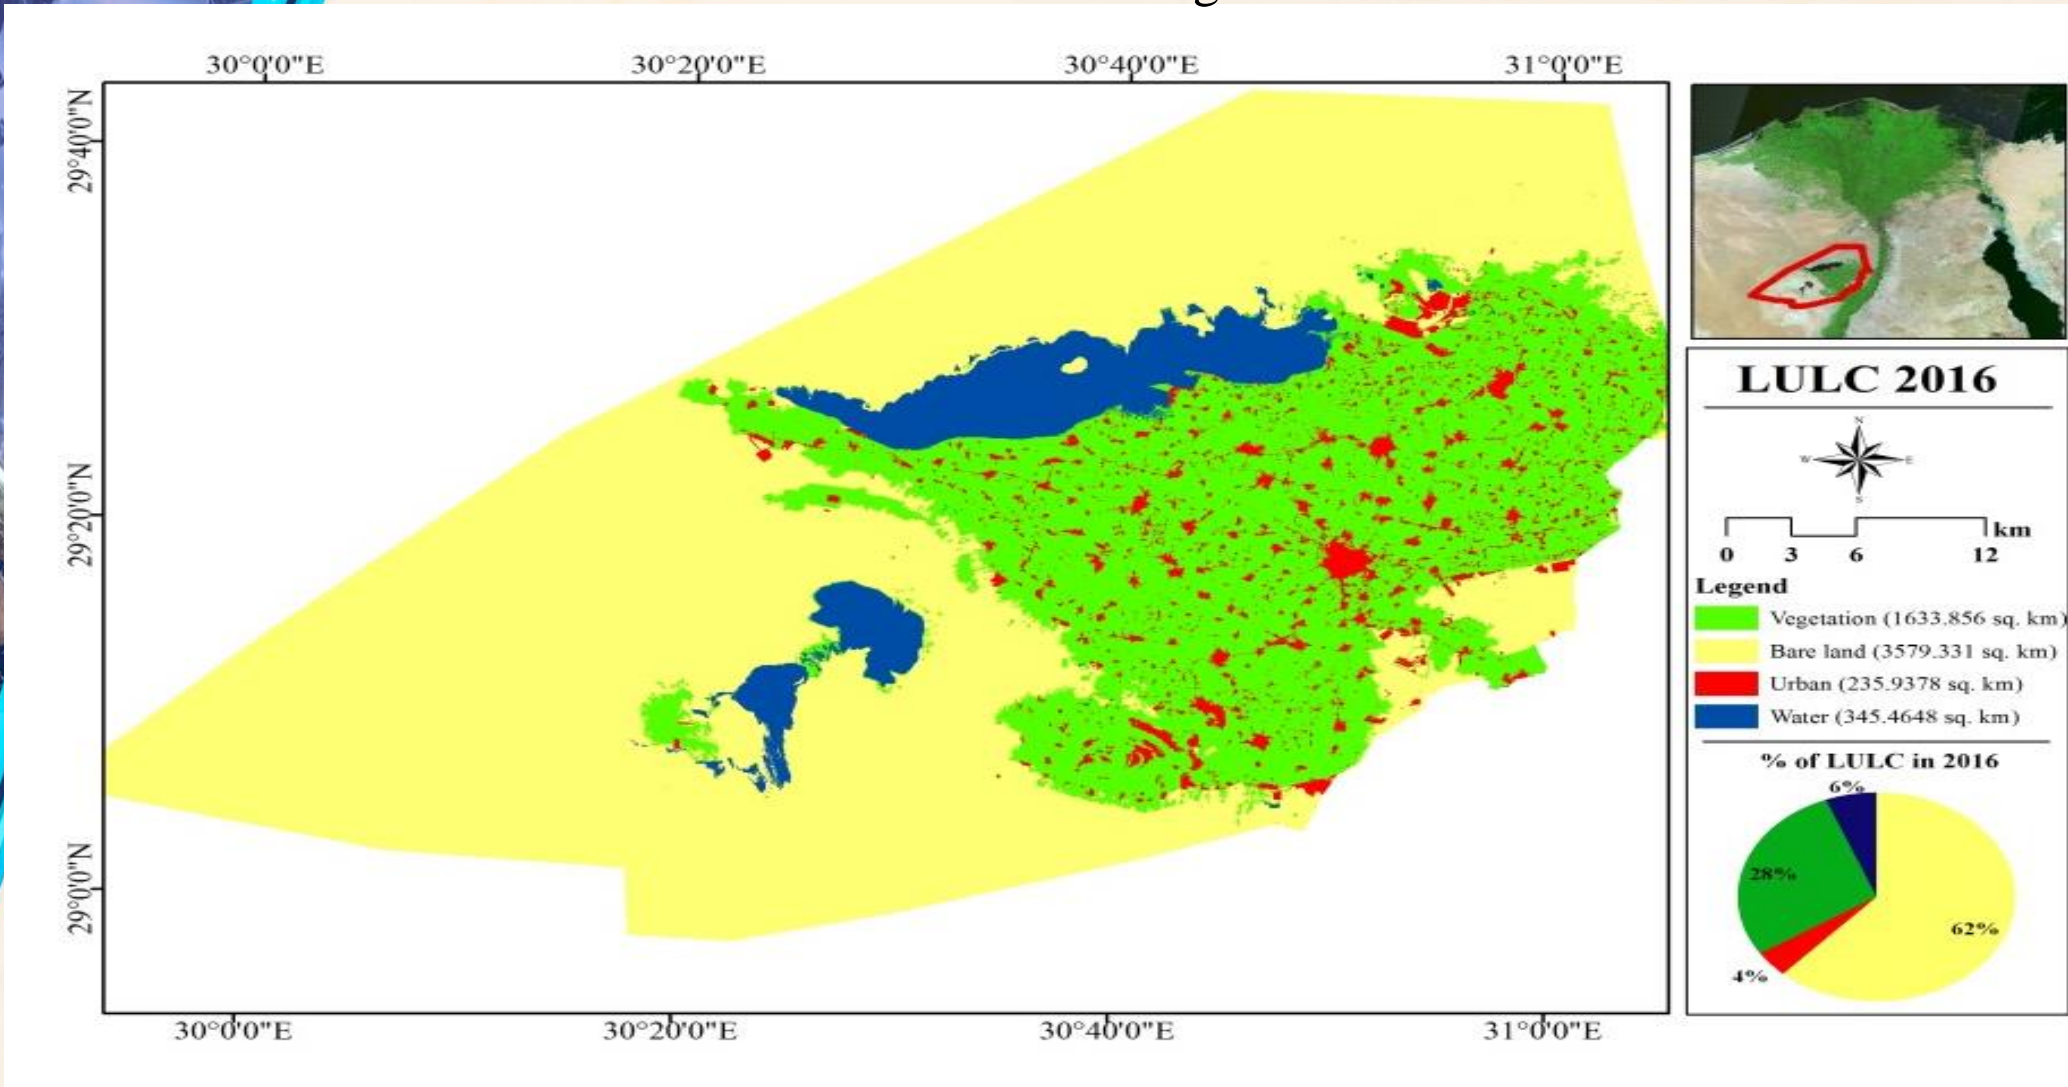 30°0'0"E 30°20'0"E 30°40'0"E 31°0'0"E
29°40'0"N
29°20'0"N
29°0'0"N
30°0'0"E 30°20'0"E 30°40'0"E 31°0'0"E
LULC 2016
N
W E
S
km
0 3 6 12
Legend
Vegetation (1633.856 sq. km)
Bare land (3579.331 sq. km)
Urban (235.9378 sq. km)
Water (345.4648 sq. km)
% of LULC in 2016
6%
28%
62%
4%